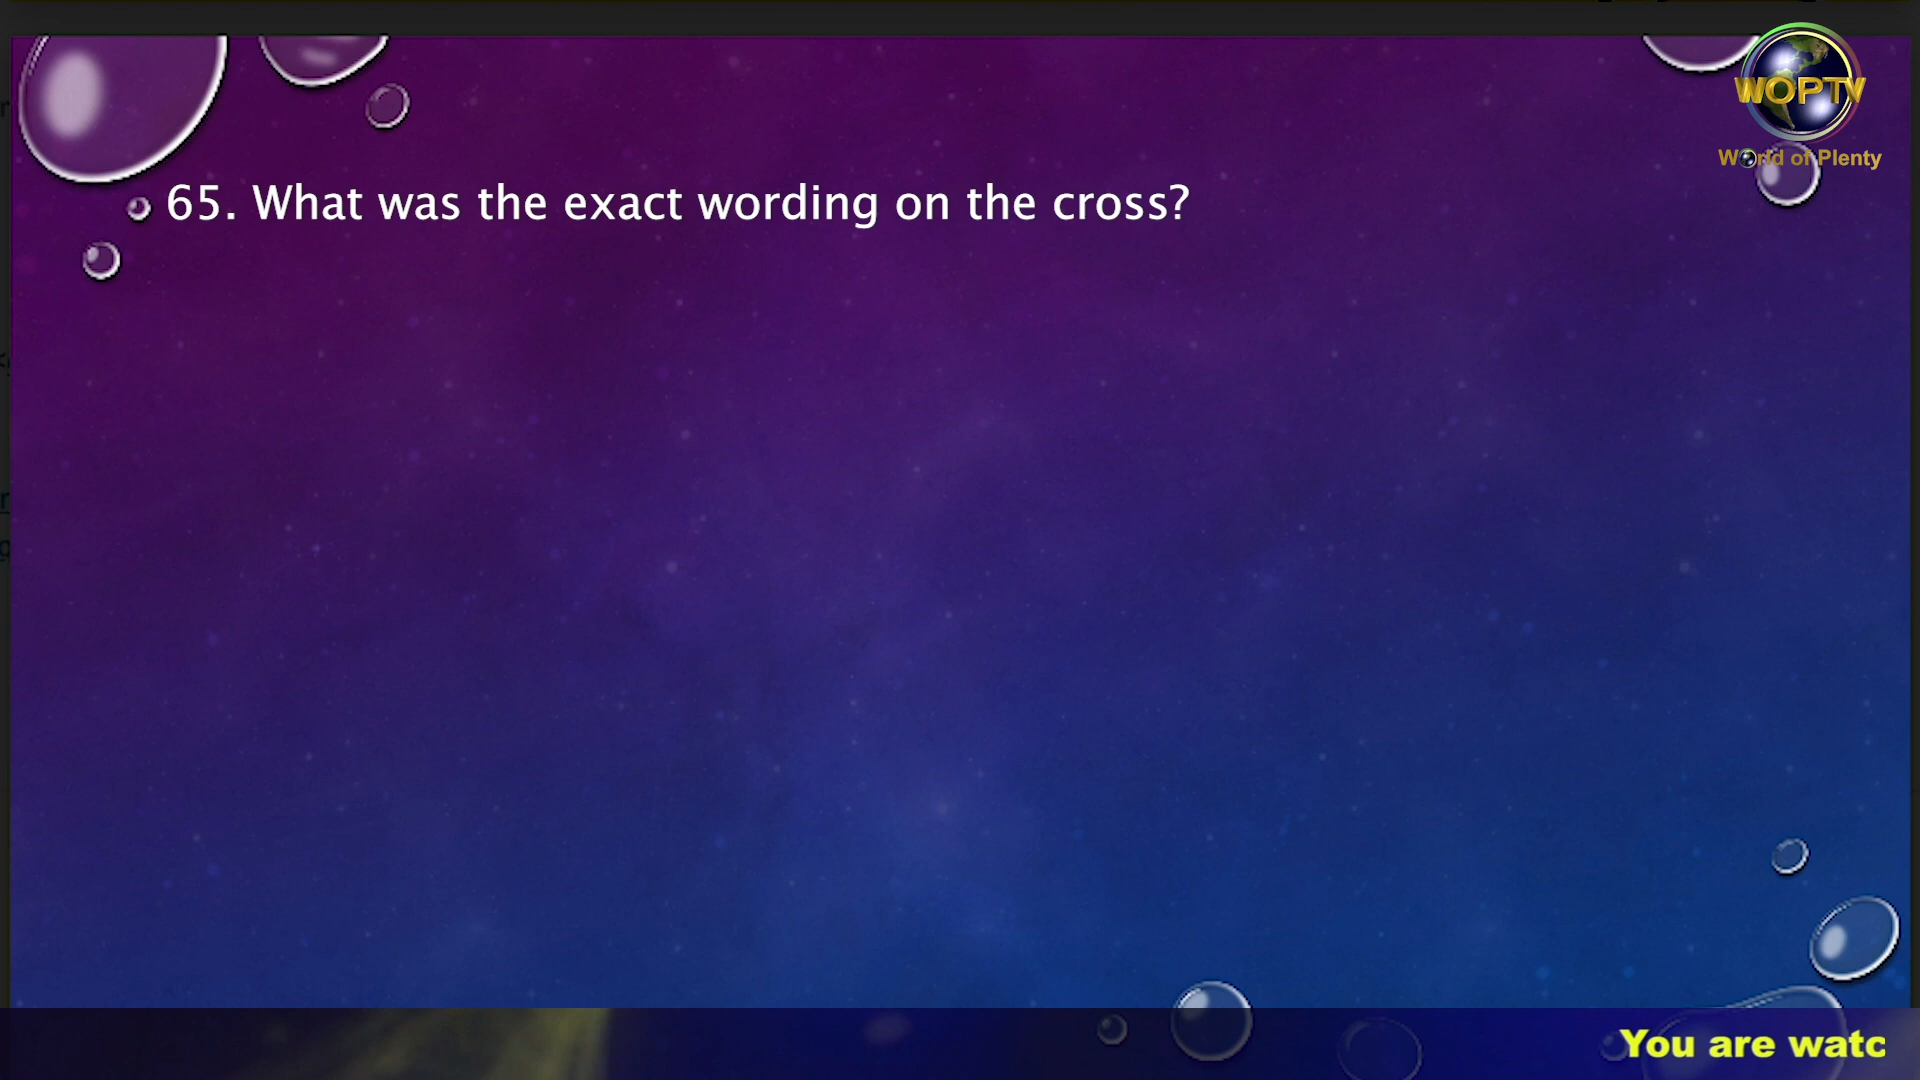 WOPTV
World of Plenty
65. What was the exact wording on the cross?
You are watc